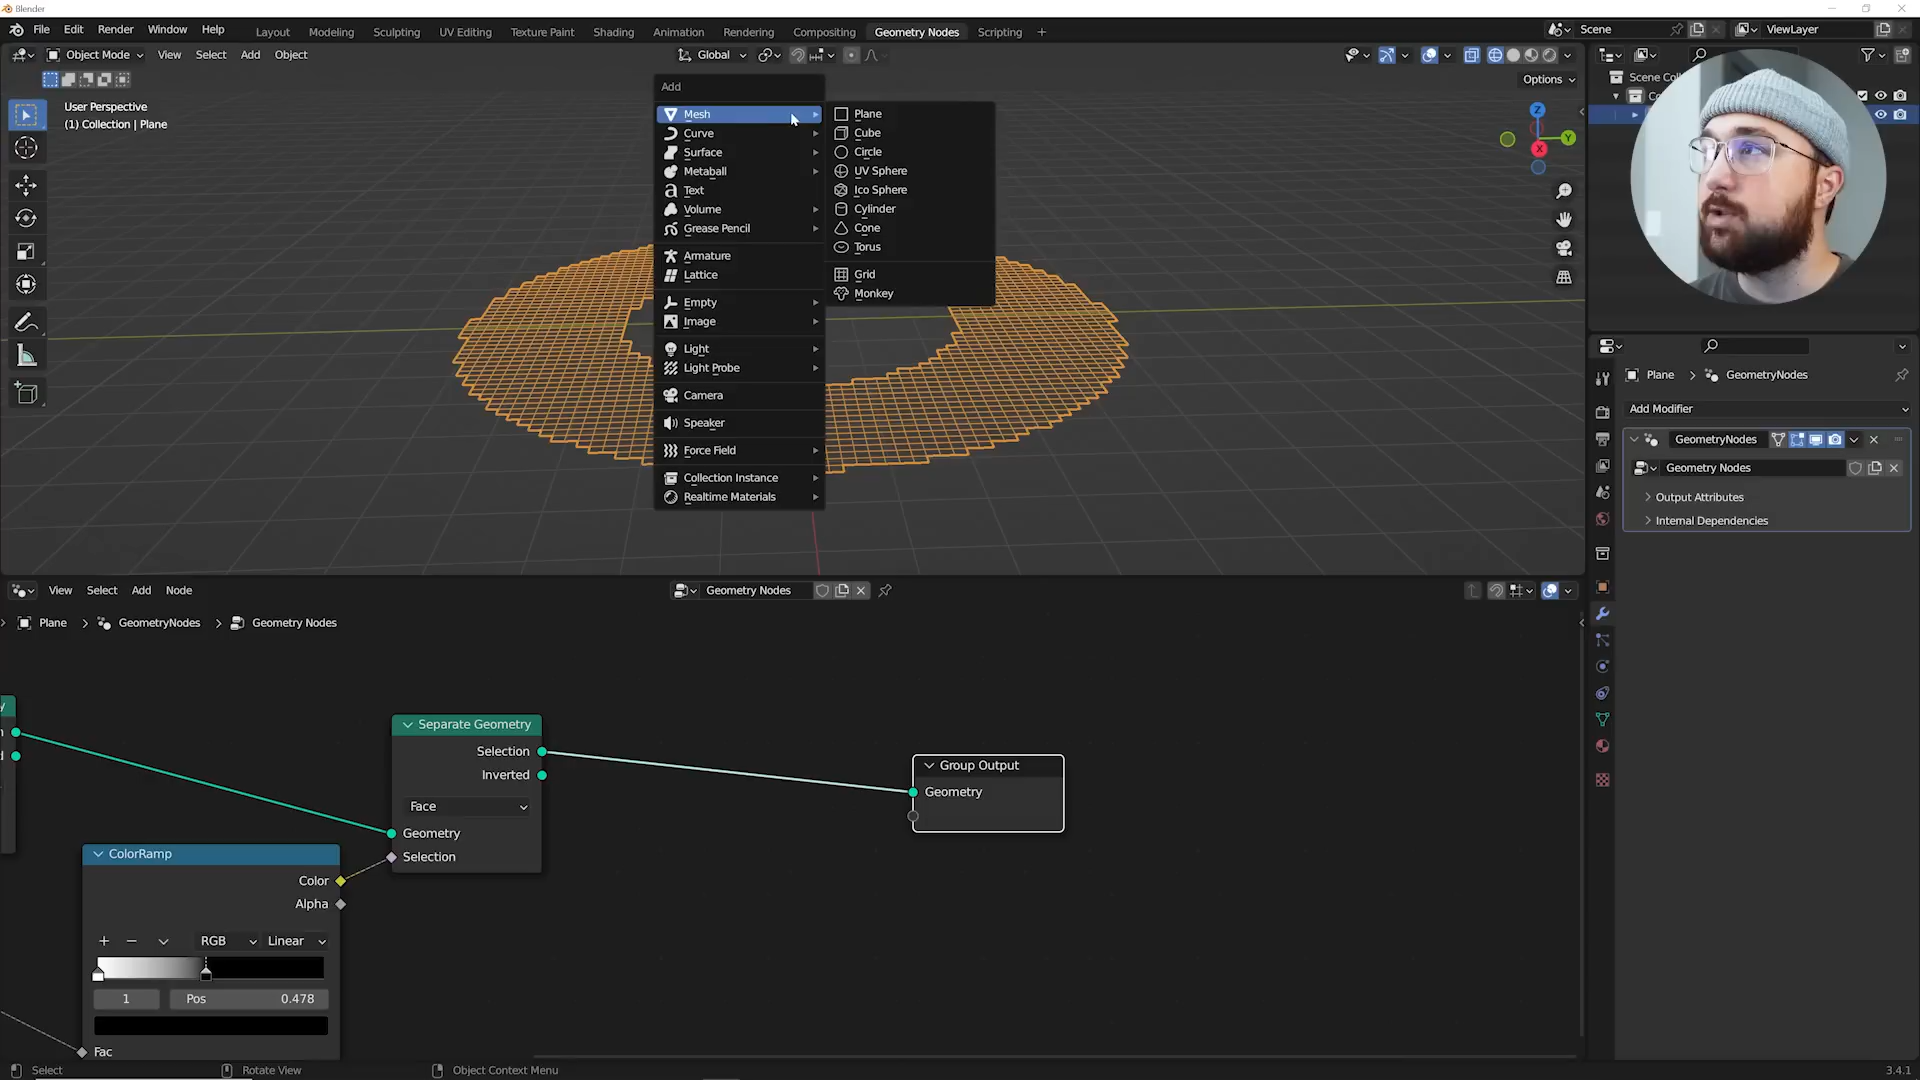 Blender
File Edit Render Window Help Layout Modeling Sculpting UV Editing Texture Paint Shading Animation Rendering Compositing Geometry Nodes Scripting + Scene ViewLayer
Object Mode View Select Add Object Global
Options
User Perspective
(1) Collection | Plane
Add
Mesh
Curve
Surface
Metaball
Text
Volume
Grease Pencil
Armature
Lattice
Empty
Image
Light
Light Probe
Camera
Speaker
Force Field
Collection Instance
Realtime Materials
Plane
Cube
Circle
UV Sphere
Ico Sphere
Cylinder
Cone
Torus
Grid
Monkey
Z
Y
X
Scene
Plane > GeometryNodes
Add Modifier
GeometryNodes
Geometry Nodes
Output Attributes
Internal Dependencies
View Select Add Node Geometry Nodes
Plane > GeometryNodes > Geometry Nodes
Separate Geometry
Selection
Inverted
Face
Geometry
Selection
Group Output
Geometry
ColorRamp
Color
Alpha
+ − RGB Linear
1 Pos 0.478
Fac
Select Rotate View Object Context Menu 3.4.1